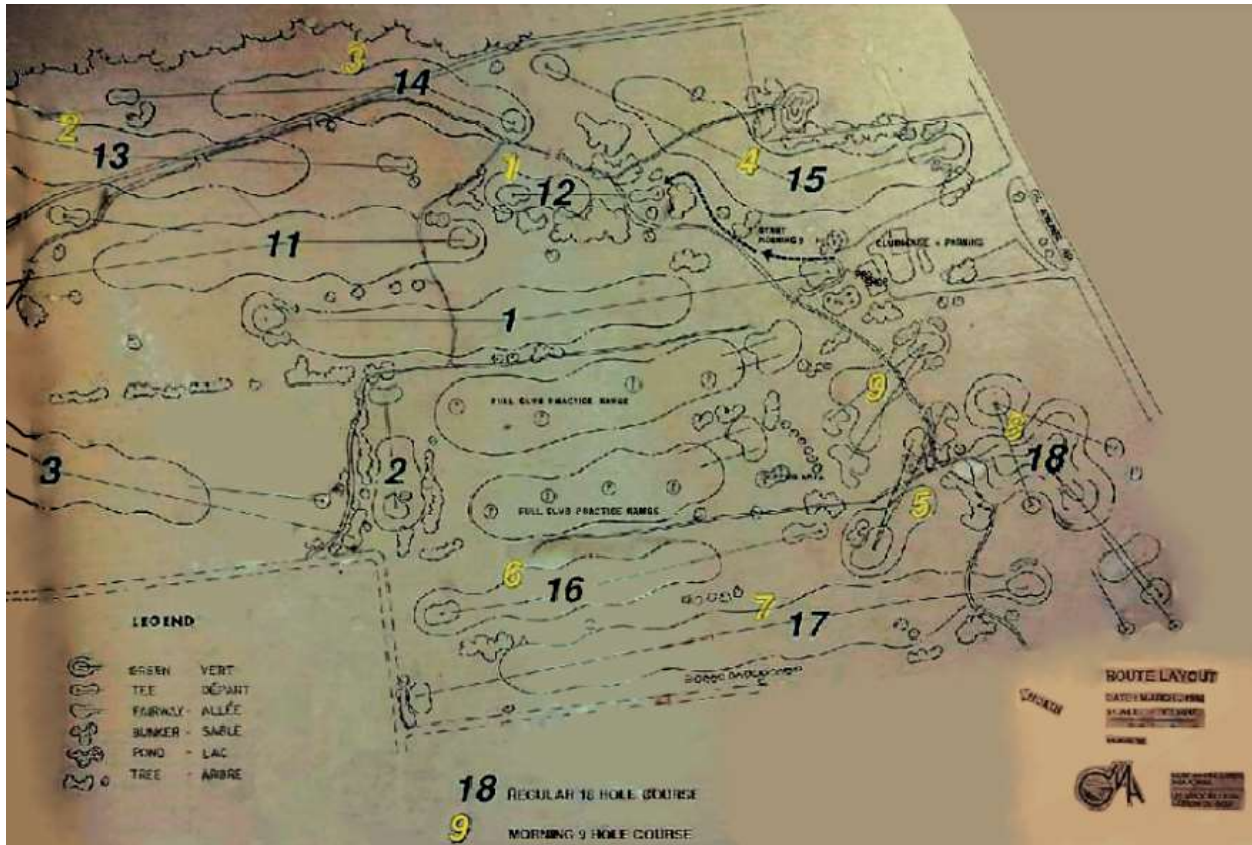 3
14
2
13
1
12
4
15
11
START
MORNING 9
CLUBHOUSE + PARKING
1
9
FULL CLUB PRACTICE RANGE
8
18
3
2
FULL CLUB PRACTICE RANGE
5
6
16
7
17
LEGEND
GREEN VERT
TEE DÉPART
FAIRWAY - ALLÉE
BUNKER - SABLE
POND - LAC
TREE - ARBRE
ROUTE LAYOUT
18 REGULAR 18 HOLE COURSE
9 MORNING 9 HOLE COURSE